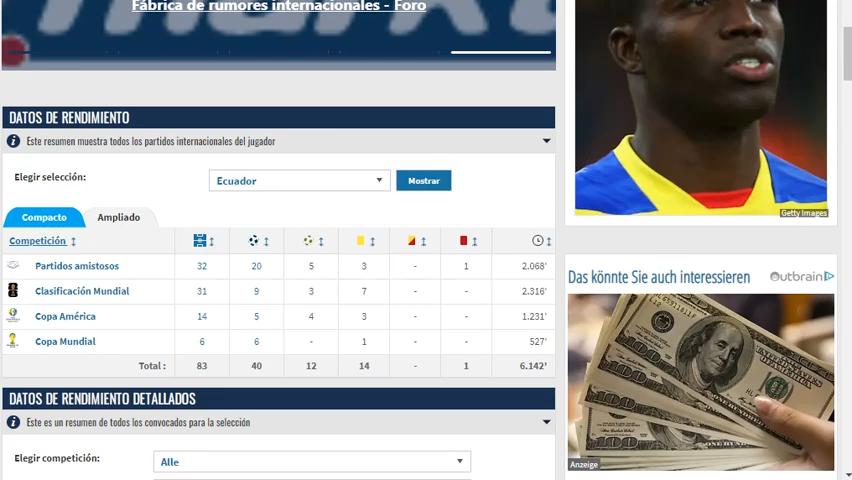 Fábrica de rumores internacionales - Foro
DATOS DE RENDIMIENTO
Este resumen muestra todos los partidos internacionales del jugador
Elegir selección:
Ecuador
Mostrar
Compacto
Ampliado
Competición
Partidos amistosos 32 20 5 3 - 1 2.068'
Clasificación Mundial 31 9 3 7 - - 2.316'
Copa América 14 5 4 3 - - 1.231'
Copa Mundial 6 6 - 1 - - 527'
Total : 83 40 12 14 - 1 6.142'
DATOS DE RENDIMIENTO DETALLADOS
Este es un resumen de todos los convocados para la selección
Elegir competición:
Alle
Getty Images
Das könnte Sie auch interessieren
Outbrain
100
100
100
100
Anzeige